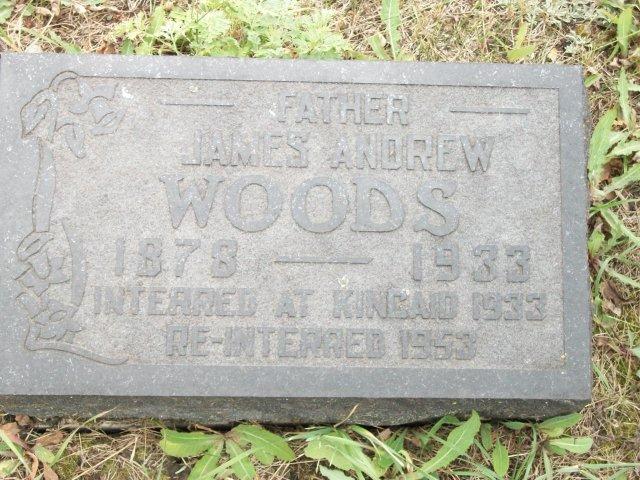 FATHER
JAMES ANDREW
WOODS
1878 — 1933
INTERRED AT KINCAID 1933
RE-INTERRED 1953